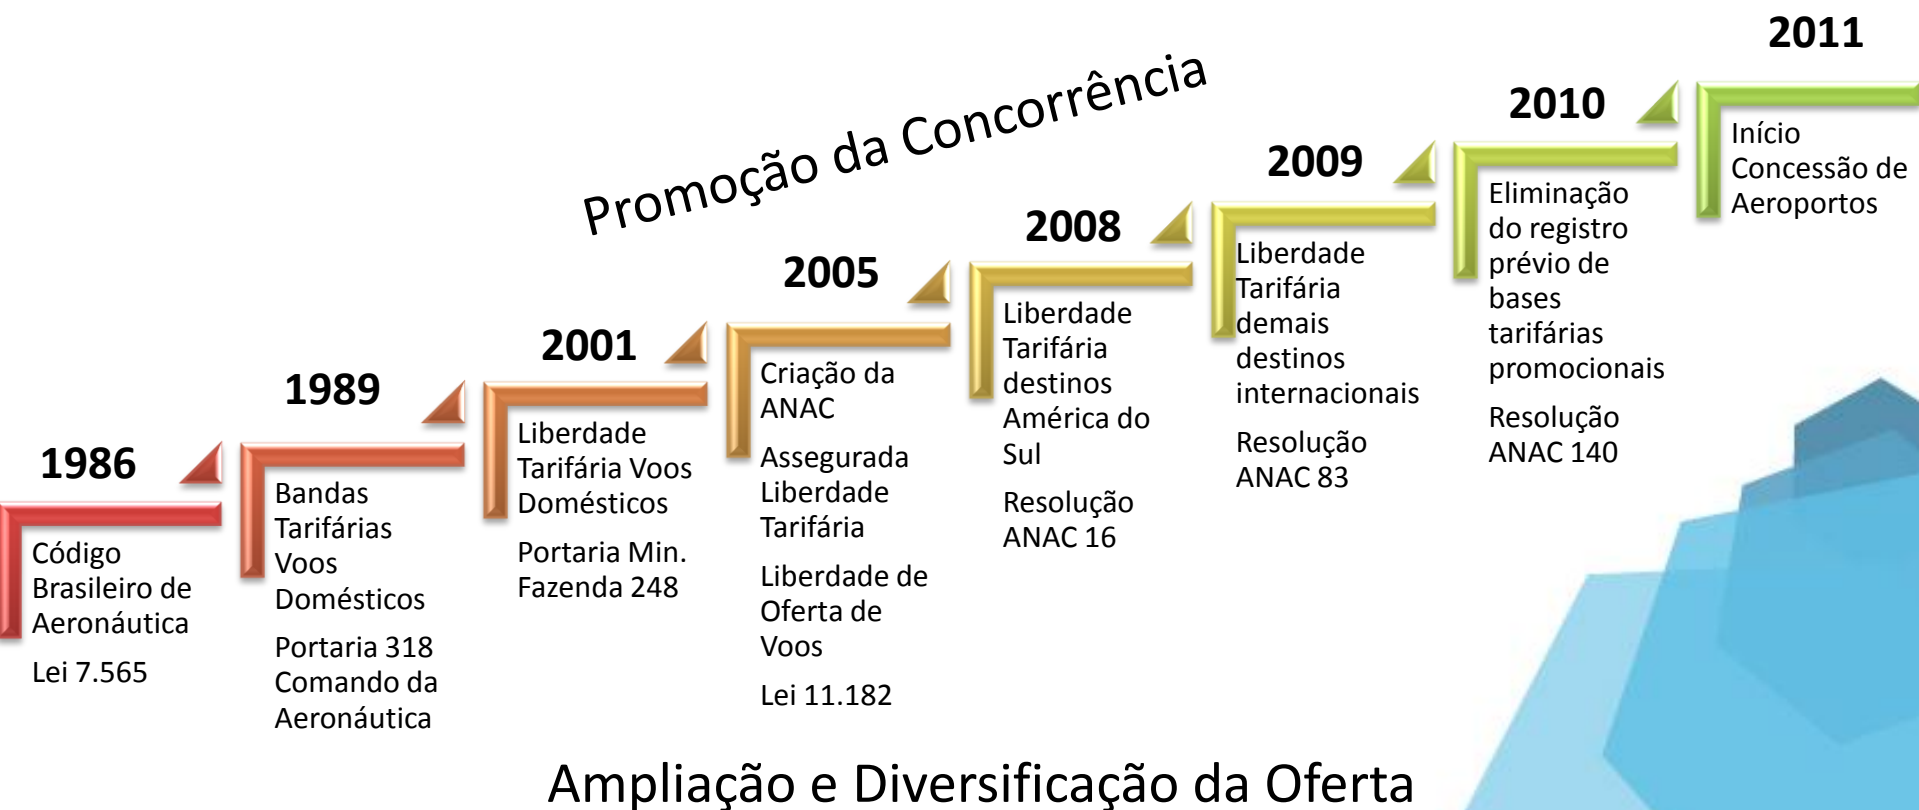 Promoção da Concorrência
1986
Código
Brasileiro de
Aeronáutica
Lei 7.565
1989
Bandas
Tarifárias
Voos
Domésticos
Portaria 318
Comando da
Aeronáutica
2001
Liberdade
Tarifária Voos
Domésticos
Portaria Min.
Fazenda 248
2005
Criação da
ANAC
Assegurada
Liberdade
Tarifária
Liberdade de
Oferta de
Voos
Lei 11.182
2008
Liberdade
Tarifária
destinos
América do
Sul
Resolução
ANAC 16
2009
Liberdade
Tarifária
demais
destinos
internacionais
Resolução
ANAC 83
2010
Eliminação
do registro
prévio de
bases
tarifárias
promocionais
Resolução
ANAC 140
2011
Início
Concessão de
Aeroportos
Ampliação e Diversificação da Oferta